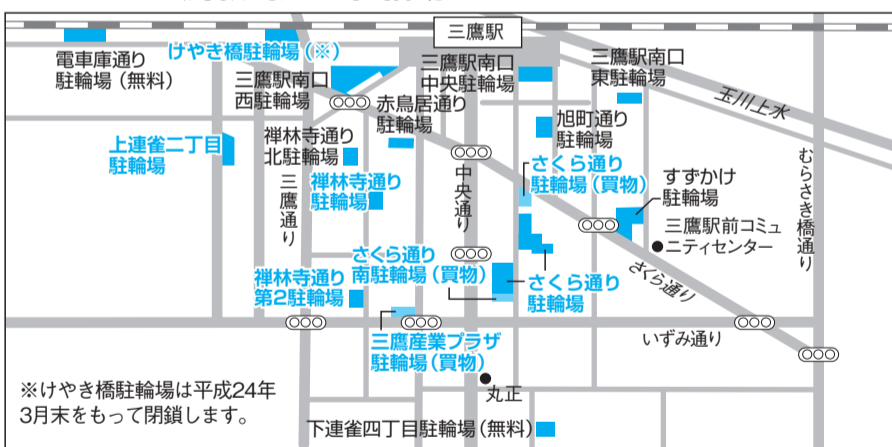 三鷹駅
電車庫通り
駐輪場（無料）
けやき橋駐輪場（※）
三鷹駅南口
西駐輪場
三鷹駅南口
中央駐輪場
三鷹駅南口
東駐輪場
玉川上水
赤鳥居通り
駐輪場
旭町通り
駐輪場
上連雀二丁目
駐輪場
禅林寺通り
北駐輪場
禅林寺通り
駐輪場
三鷹通り
中央通り
さくら通り
駐輪場（買物）
すずかけ
駐輪場
むらさき橋通り
三鷹駅前コミュ
ニティセンター
さくら通り
南駐輪場（買物）
さくら通り
駐輪場
さくら通り
禅林寺通り
第2駐輪場
三鷹産業プラザ
駐輪場（買物）
いずみ通り
丸正
※けやき橋駐輪場は平成24年
3月末をもって閉鎖します。
下連雀四丁目駐輪場（無料）